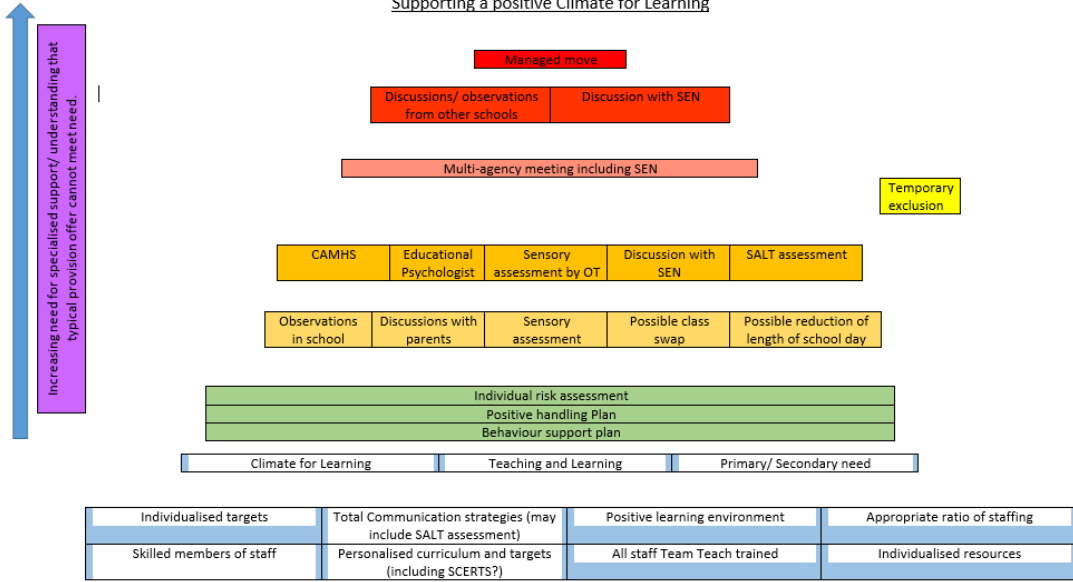 Supporting a positive Climate for Learning
Increasing need for specialised support/ understanding that
typical provision offer cannot meet need.
Managed move
Discussions/ observations
from other schools
Discussion with SEN
Multi-agency meeting including SEN
Temporary
exclusion
CAMHS
Educational
Psychologist
Sensory
assessment by OT
Discussion with
SEN
SALT assessment
Observations
in school
Discussions with
parents
Sensory
assessment
Possible class
swap
Possible reduction of
length of school day
Individual risk assessment
Positive handling Plan
Behaviour support plan
Climate for Learning
Teaching and Learning
Primary/ Secondary need
Individualised targets
Total Communication strategies (may
include SALT assessment)
Positive learning environment
Appropriate ratio of staffing
Skilled members of staff
Personalised curriculum and targets
(including SCERTS?)
All staff Team Teach trained
Individualised resources